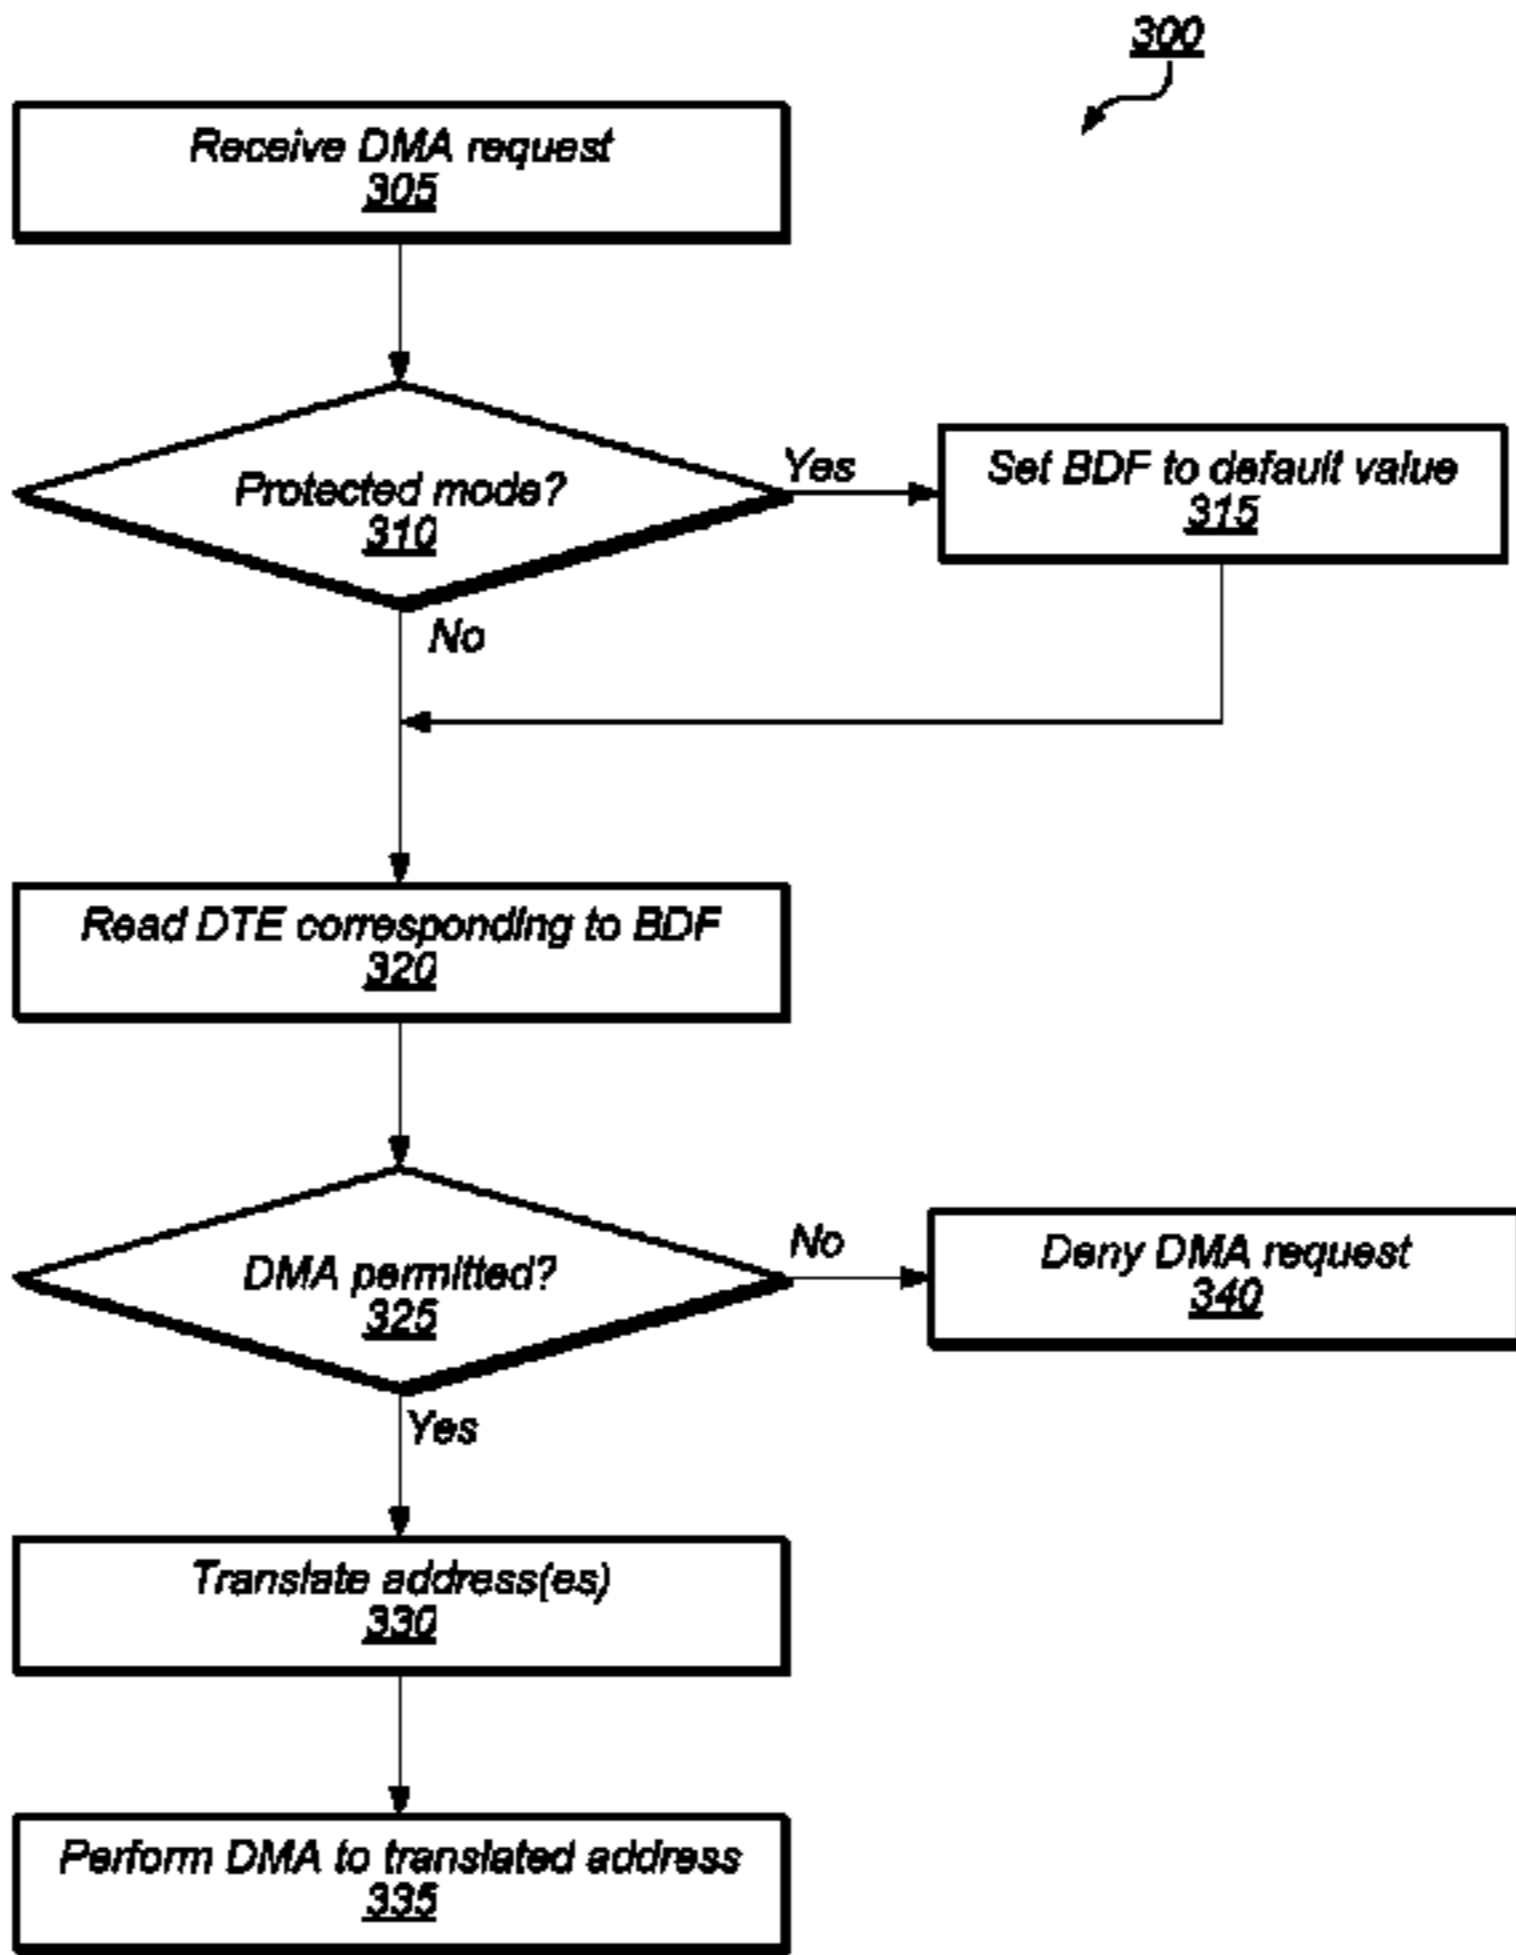 300
Receive DMA request
305
Protected mode?
310
Yes
Set BDF to default value
315
No
Read DTE corresponding to BDF
320
DMA permitted?
325
No
Deny DMA request
340
Yes
Translate address(es)
330
Perform DMA to translated address
335